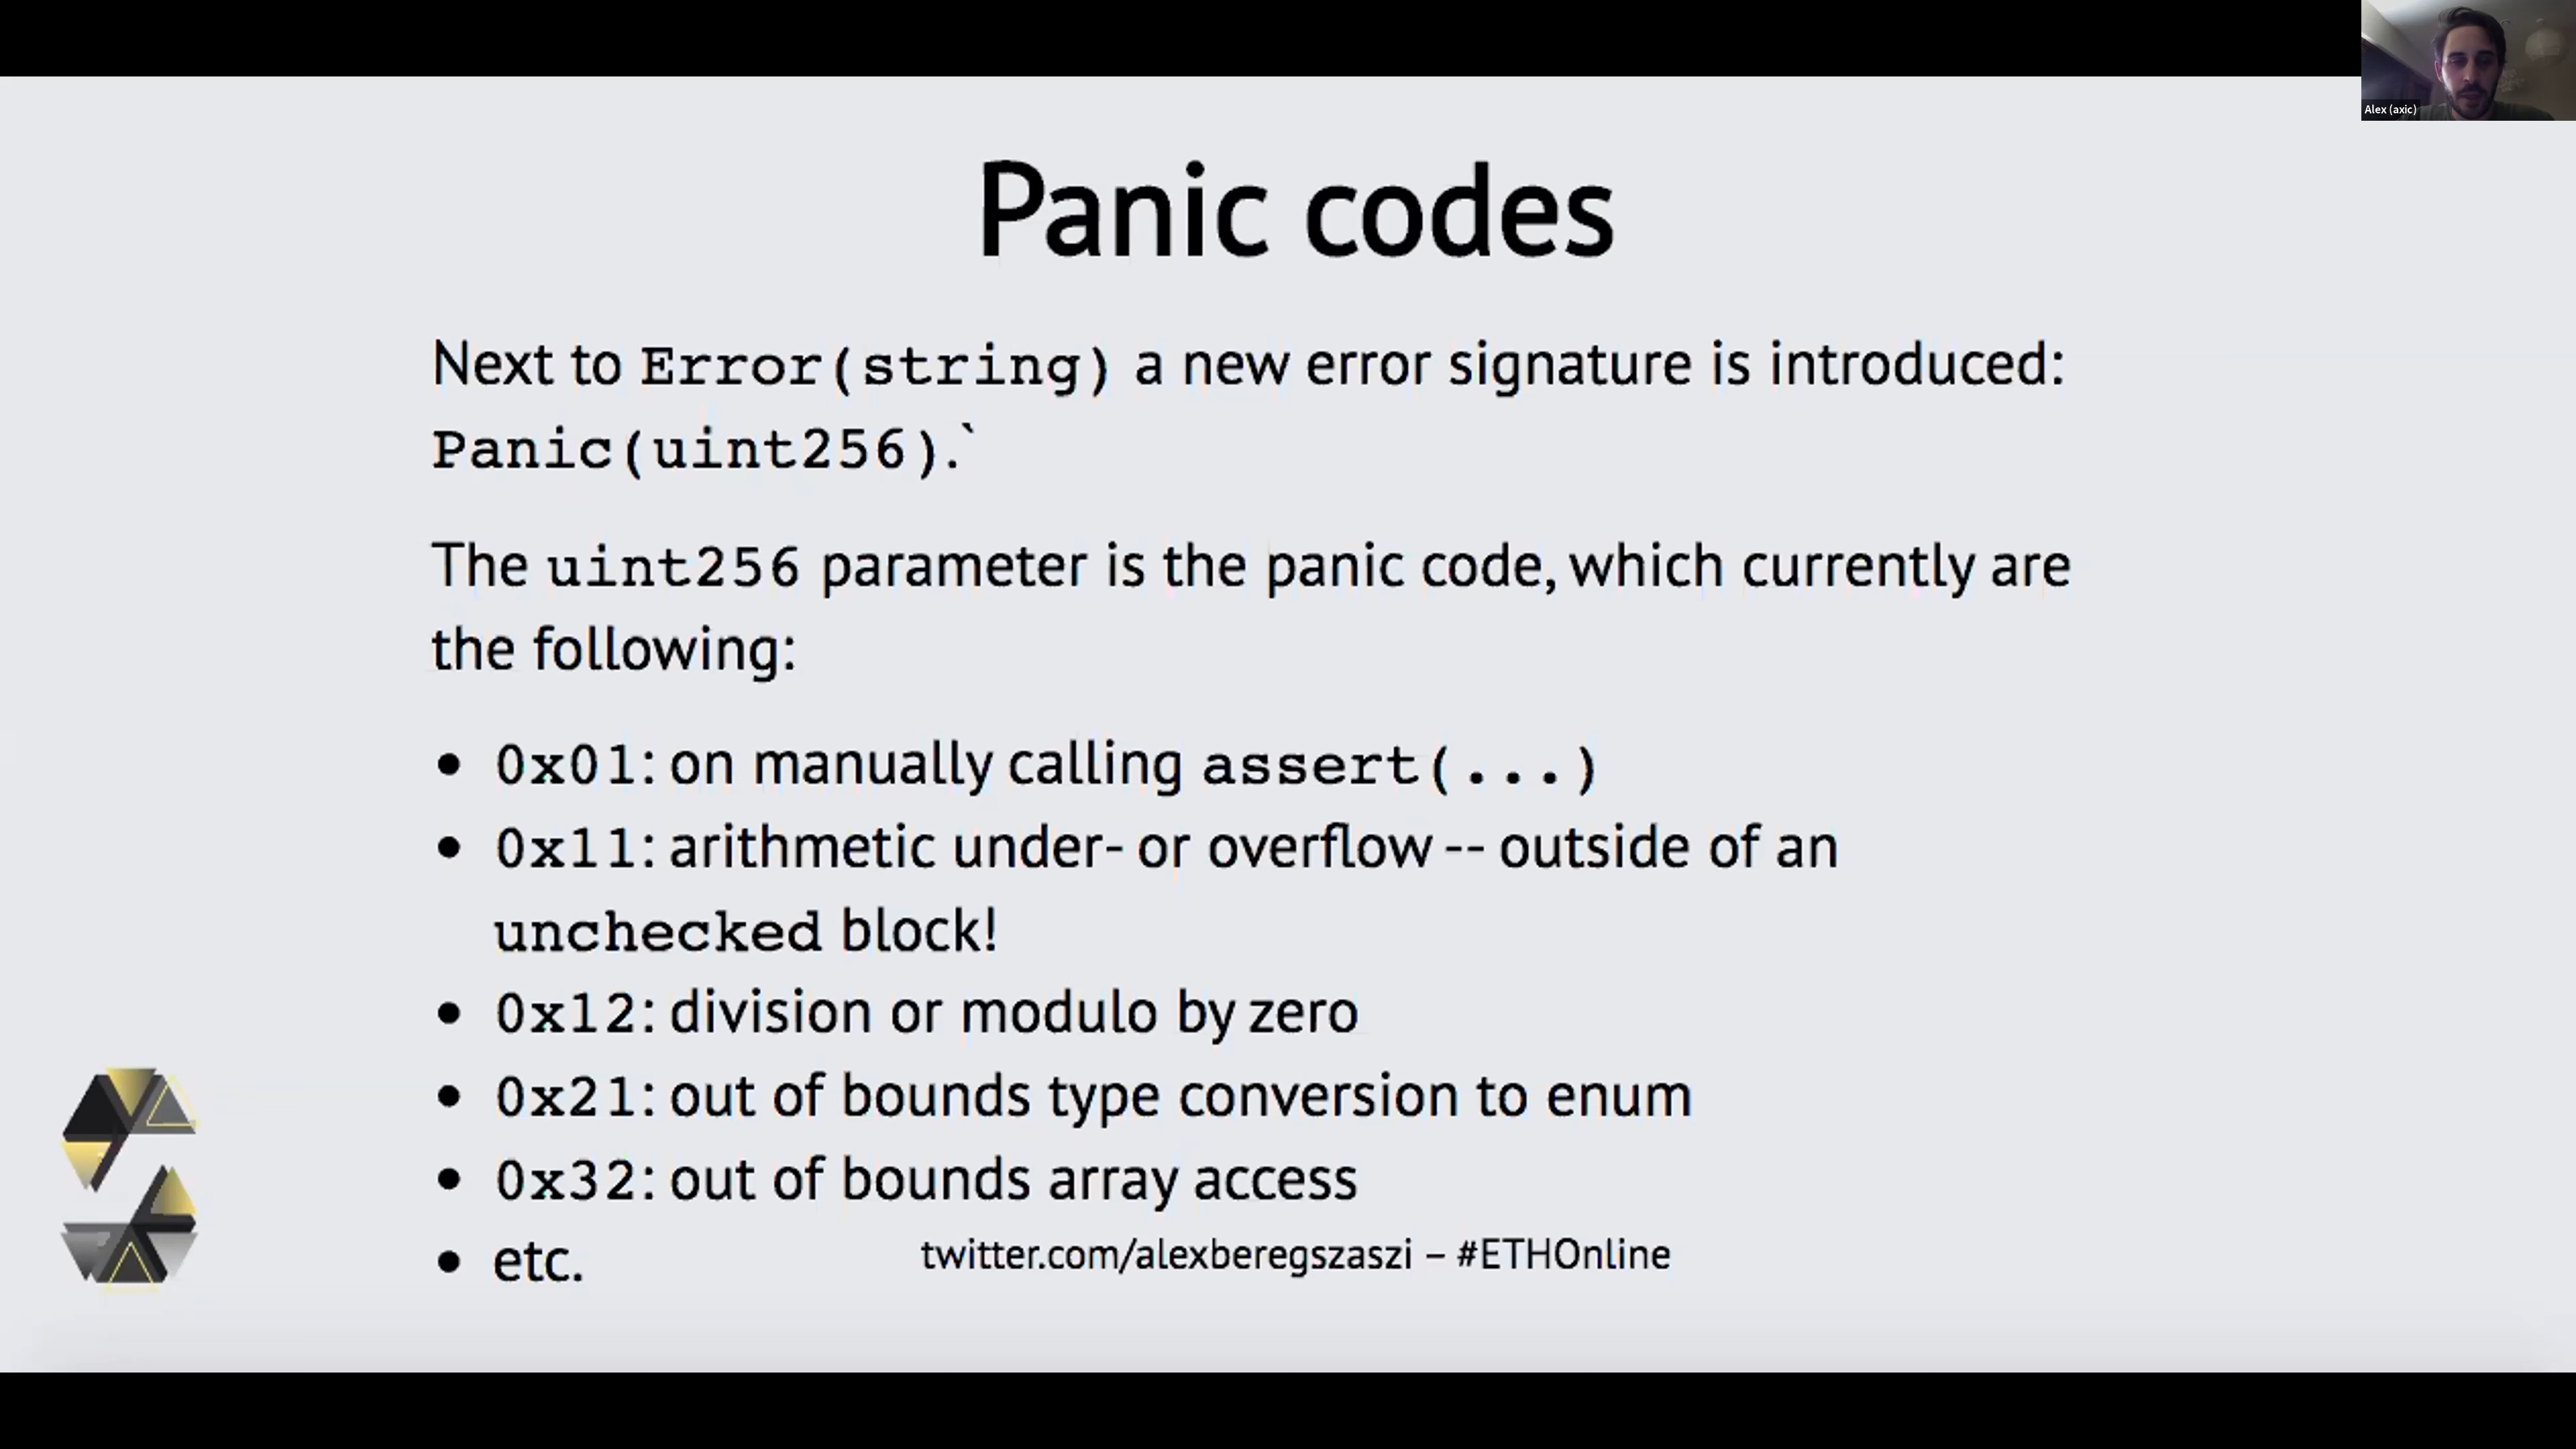 Alex (axic)
Panic codes
Next to Error(string) a new error signature is introduced:
Panic(uint256).`
The uint256 parameter is the panic code, which currently are
the following:
• 0x01: on manually calling assert(...)
• 0x11: arithmetic under- or overflow -- outside of an
unchecked block!
• 0x12: division or modulo by zero
• 0x21: out of bounds type conversion to enum
• 0x32: out of bounds array access
• etc.
twitter.com/alexberegszaszi – #ETHOnline